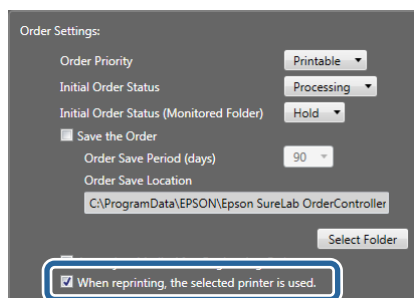 Order Settings:
Order Priority Printable
Initial Order Status Processing
Initial Order Status (Monitored Folder) Hold
Save the Order
Order Save Period (days) 90
Order Save Location
C:\ProgramData\EPSON\Epson SureLab OrderController
Select Folder
When reprinting, the selected printer is used.